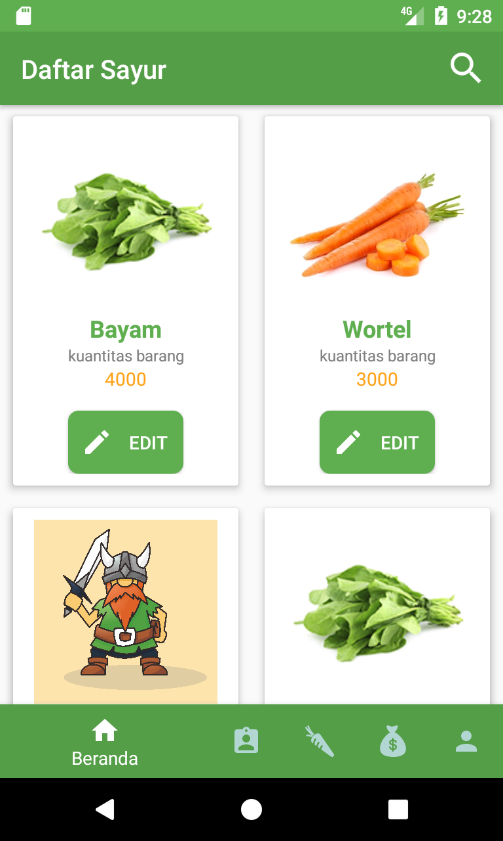 4G 9:28
Daftar Sayur
Bayam
kuantitas barang
4000
EDIT
Wortel
kuantitas barang
3000
EDIT
$
Beranda